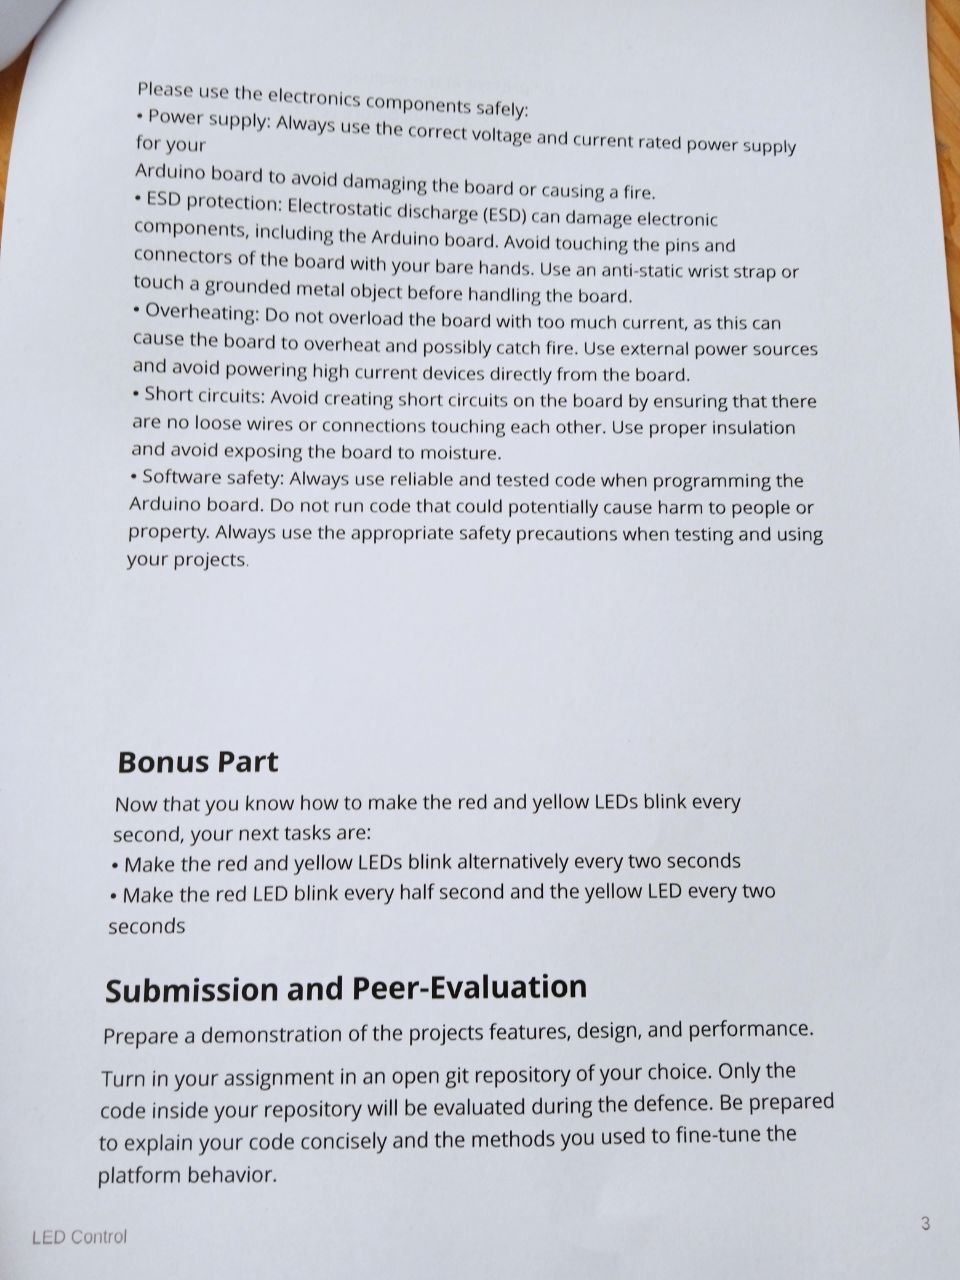 Please use the electronics components safely:
• Power supply: Always use the correct voltage and current rated power supply
for your
Arduino board to avoid damaging the board or causing a fire.
• ESD protection: Electrostatic discharge (ESD) can damage electronic
components, including the Arduino board. Avoid touching the pins and
connectors of the board with your bare hands. Use an anti-static wrist strap or
touch a grounded metal object before handling the board.
• Overheating: Do not overload the board with too much current, as this can
cause the board to overheat and possibly catch fire. Use external power sources
and avoid powering high current devices directly from the board.
• Short circuits: Avoid creating short circuits on the board by ensuring that there
are no loose wires or connections touching each other. Use proper insulation
and avoid exposing the board to moisture.
• Software safety: Always use reliable and tested code when programming the
Arduino board. Do not run code that could potentially cause harm to people or
property. Always use the appropriate safety precautions when testing and using
your projects.
Bonus Part
Now that you know how to make the red and yellow LEDs blink every
second, your next tasks are:
• Make the red and yellow LEDs blink alternatively every two seconds
• Make the red LED blink every half second and the yellow LED every two
seconds
Submission and Peer-Evaluation
Prepare a demonstration of the projects features, design, and performance.
Turn in your assignment in an open git repository of your choice. Only the
code inside your repository will be evaluated during the defence. Be prepared
to explain your code concisely and the methods you used to fine-tune the
platform behavior.
LED Control
3